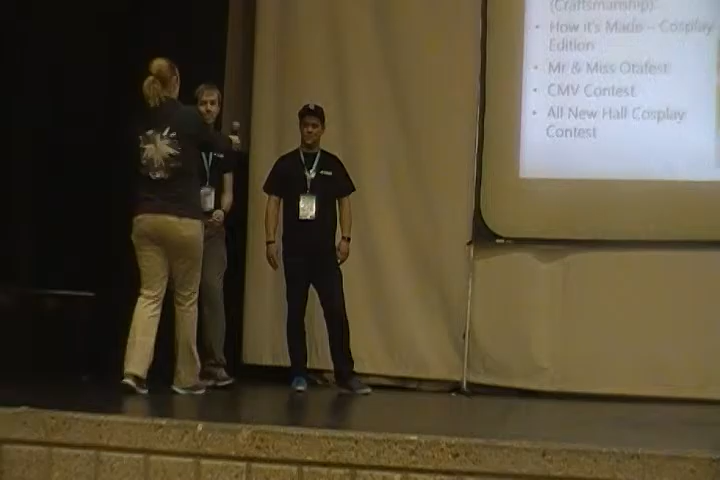 (Craftsmanship)
• How it's Made – Cosplay
Edition
• Mr & Miss Otafest
• CMV Contest
• All New Hall Cosplay
Contest